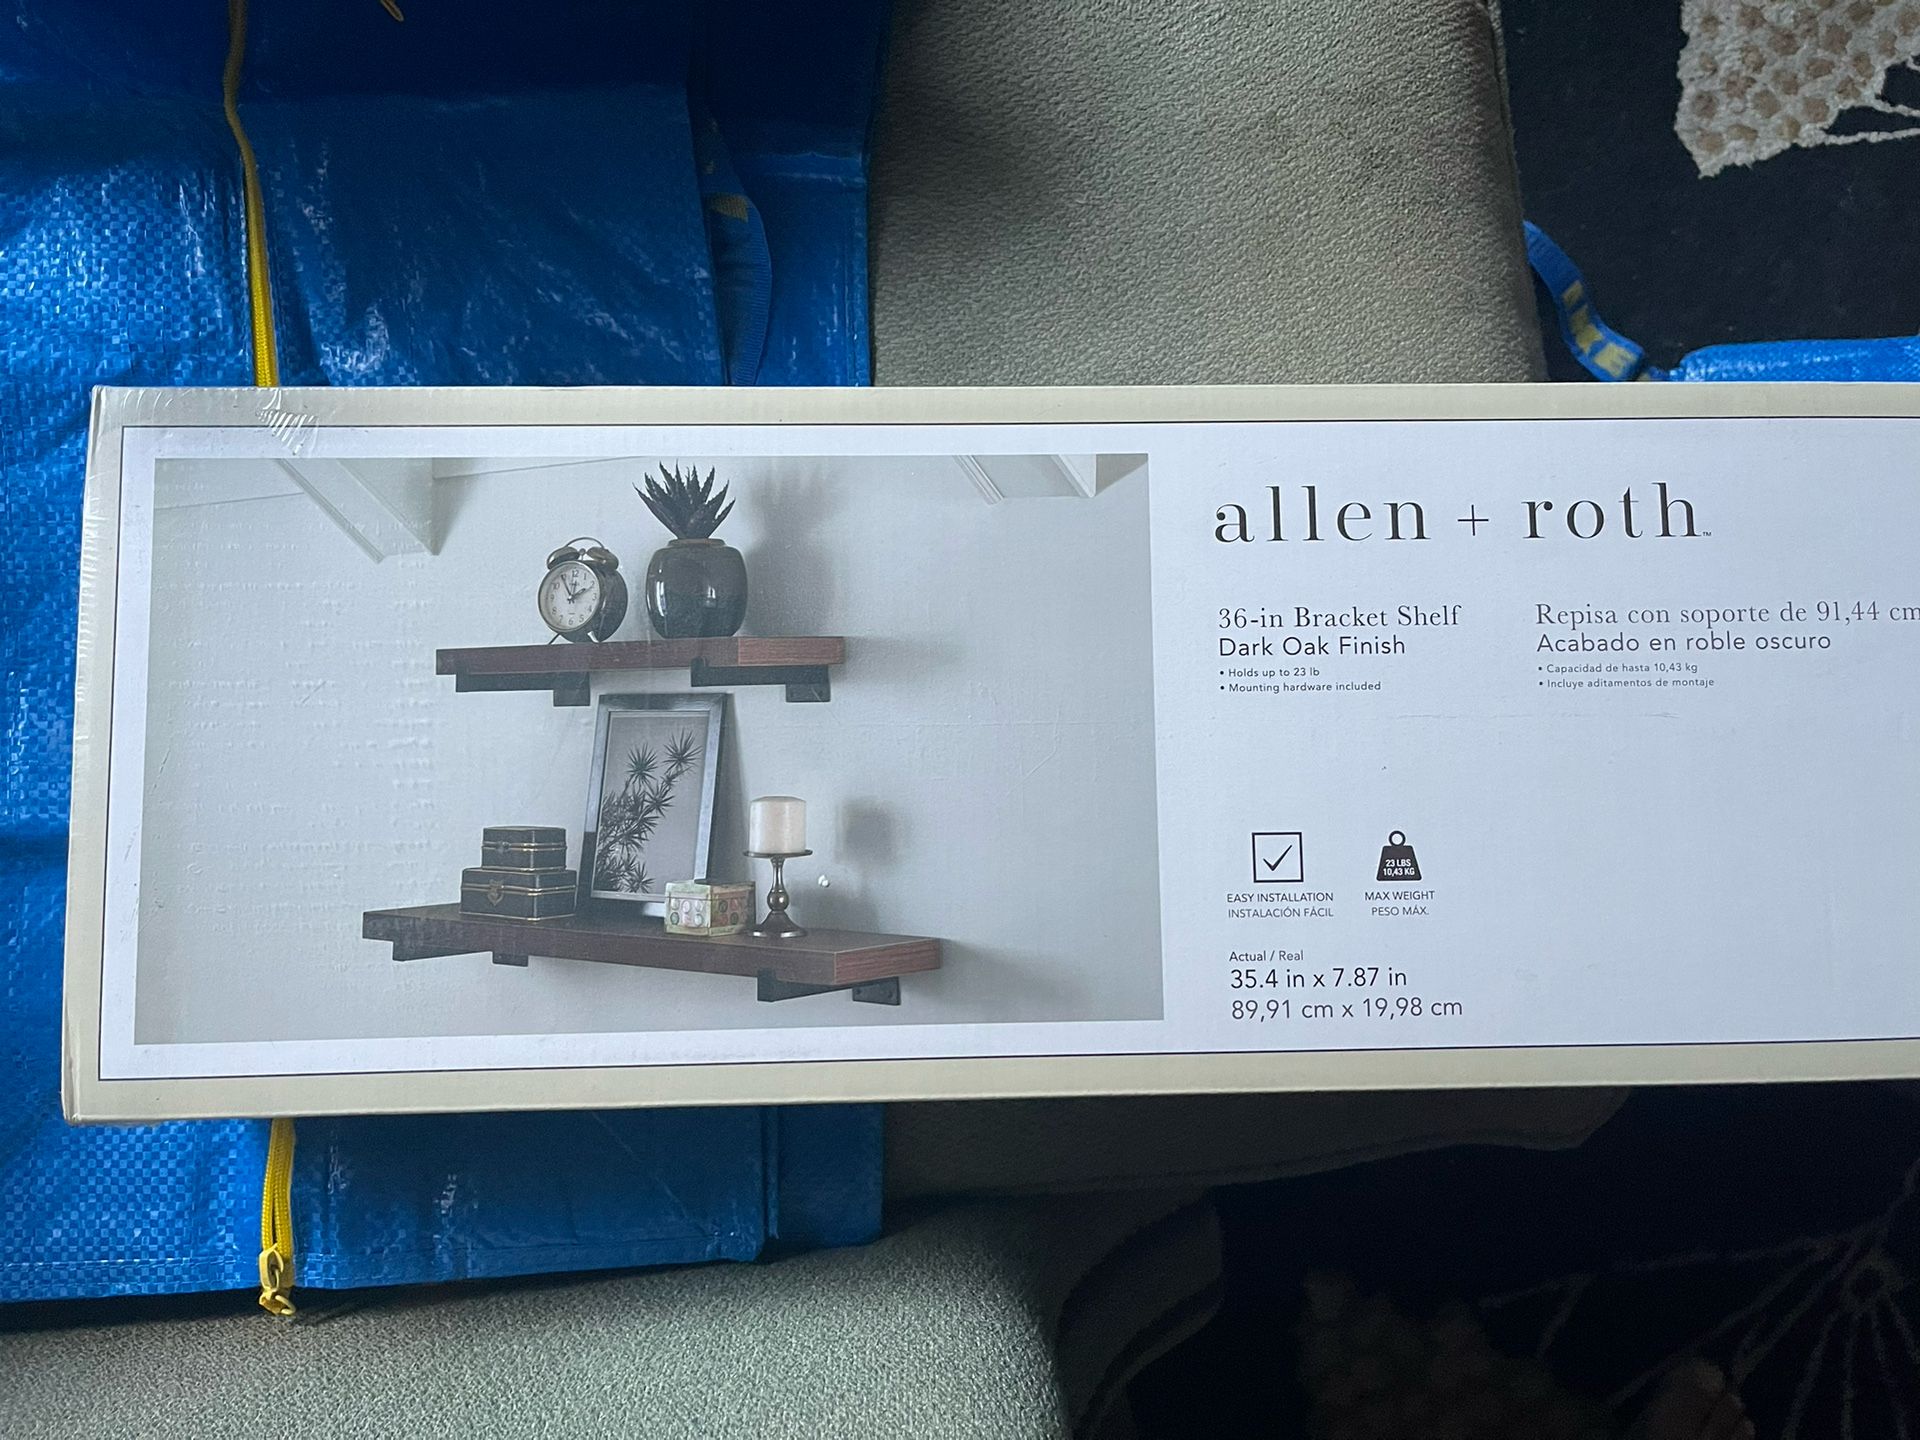 allen + roth™
36-in Bracket Shelf
Dark Oak Finish
• Holds up to 23 lb
• Mounting hardware included
Repisa con soporte de 91,44 cm
Acabado en roble oscuro
• Capacidad de hasta 10,43 kg
• Incluye aditamentos de montaje
EASY INSTALLATION
INSTALACIÓN FÁCIL
23 LBS
10,43 KG
MAX WEIGHT
PESO MÁX.
Actual / Real
35.4 in x 7.87 in
89,91 cm x 19,98 cm